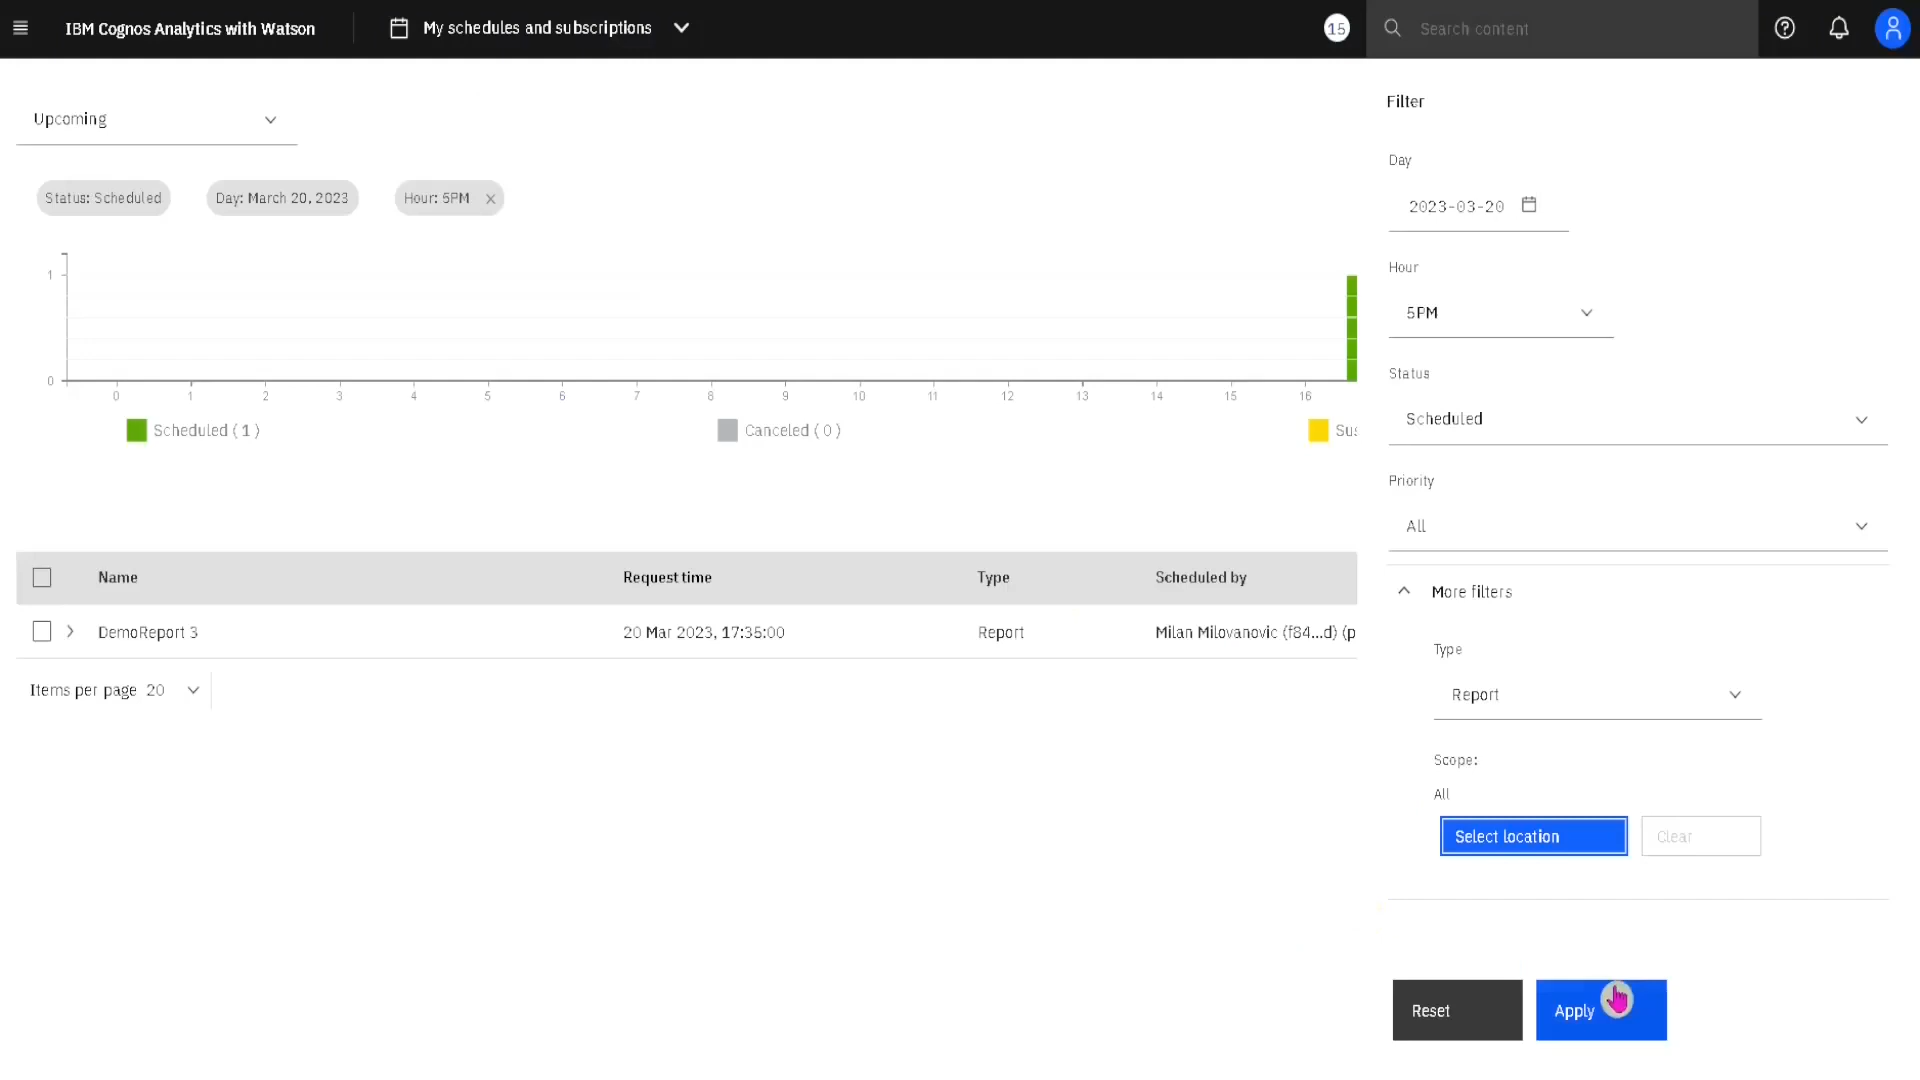 IBM Cognos Analytics with Watson
My schedules and subscriptions
15
Search content
Upcoming
Status: Scheduled
Day: March 20, 2023
Hour: 5PM
1
0
0 1 2 3 4 5 6 7 8 9 10 11 12 13 14 15 16
Scheduled ( 1 )
Canceled ( 0 )
Sus
Name Request time Type Scheduled by
DemoReport 3 20 Mar 2023, 17:35:00 Report Milan Milovanovic (f84...d) (p
Items per page 20
Filter
Day
2023-03-20
Hour
5PM
Status
Scheduled
Priority
All
More filters
Type
Report
Scope:
All
Select location
Clear
Reset
Apply